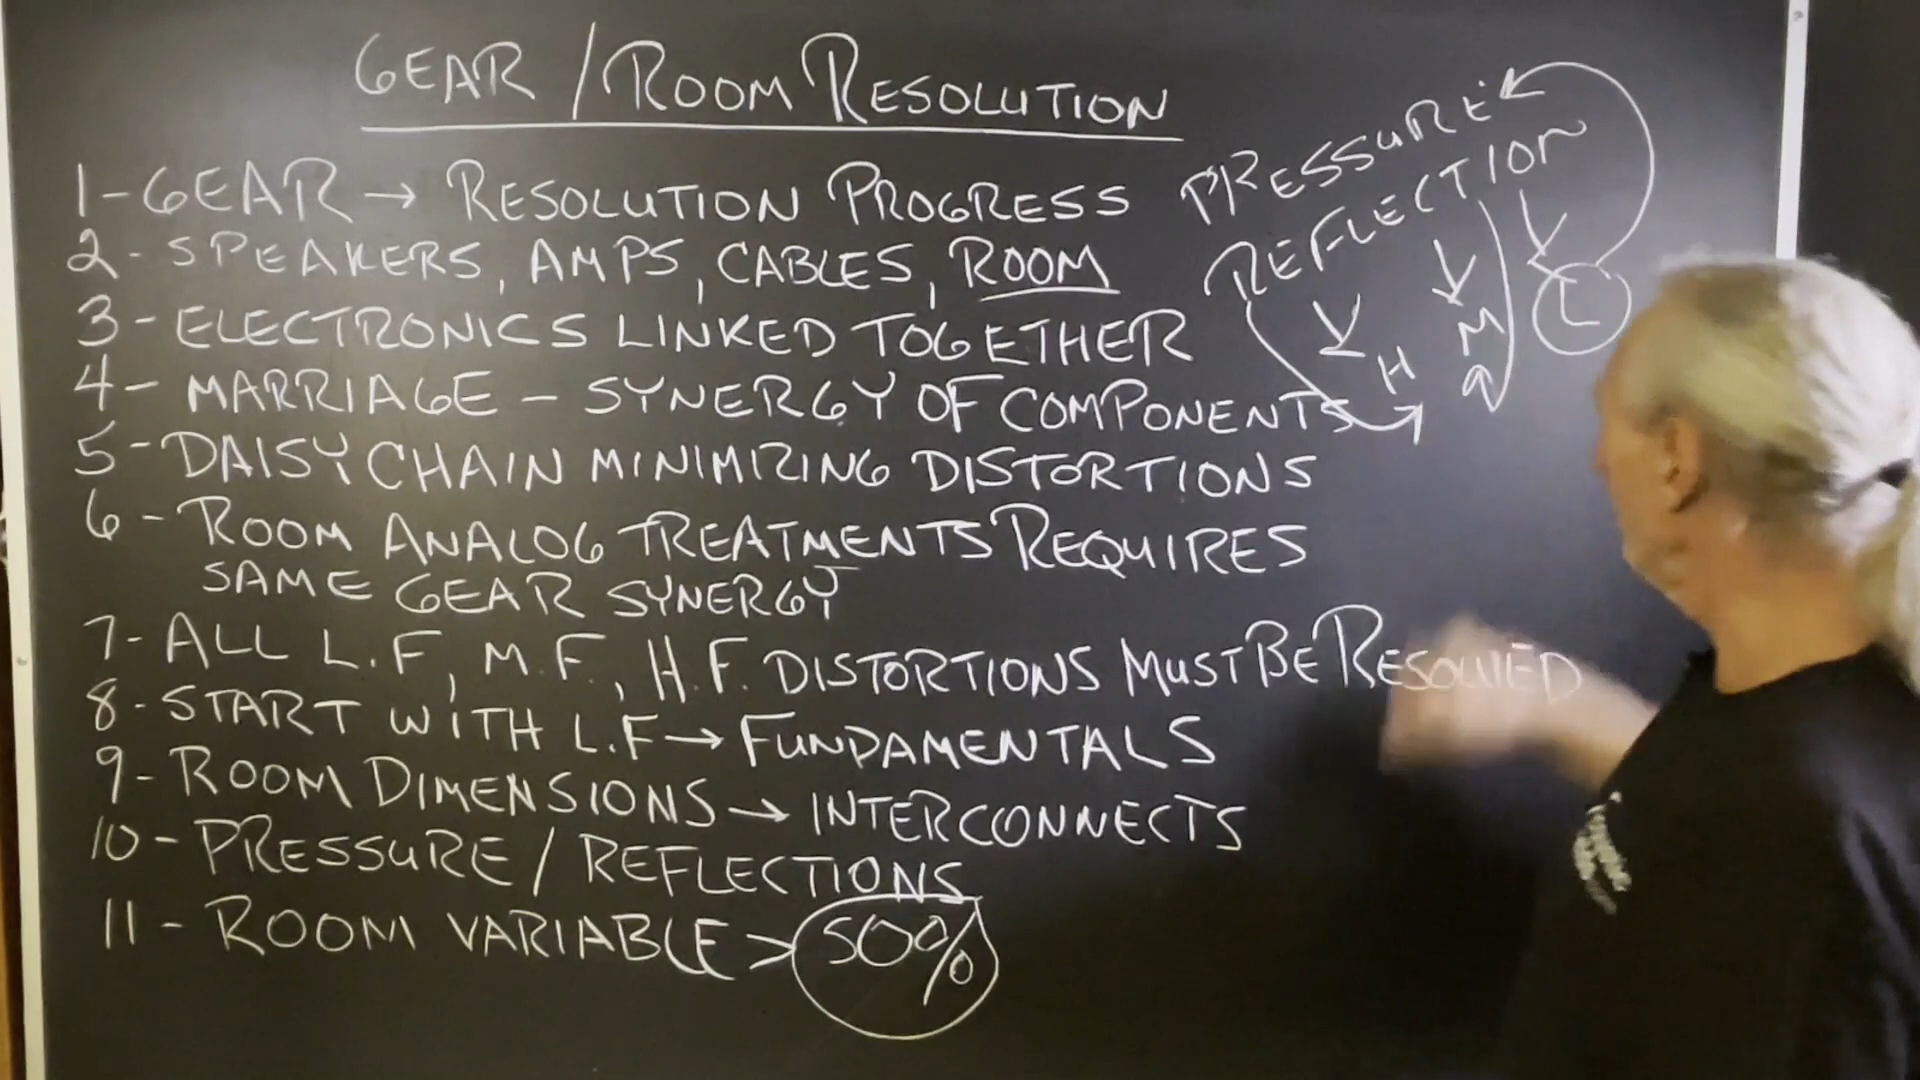 GEAR / ROOM RESOLUTION
1 - GEAR → RESOLUTION PROGRESS
2 - SPEAKERS, AMPS, CABLES, ROOM
3 - ELECTRONICS LINKED TOGETHER
4 - MARRIAGE - SYNERGY OF COMPONENTS
5 - DAISY CHAIN MINIMIZING DISTORTIONS
6 - ROOM ANALOG TREATMENTS REQUIRES
SAME GEAR SYNERGY
7 - ALL L.F, M.F., H.F. DISTORTIONS MUST BE RESOLVED
8 - START WITH L.F → FUNDAMENTALS
9 - ROOM DIMENSIONS → INTERCONNECTS
10 - PRESSURE / REFLECTIONS
11 - ROOM VARIABLE > 50%
PRESSURE
REFLECTION
H M L